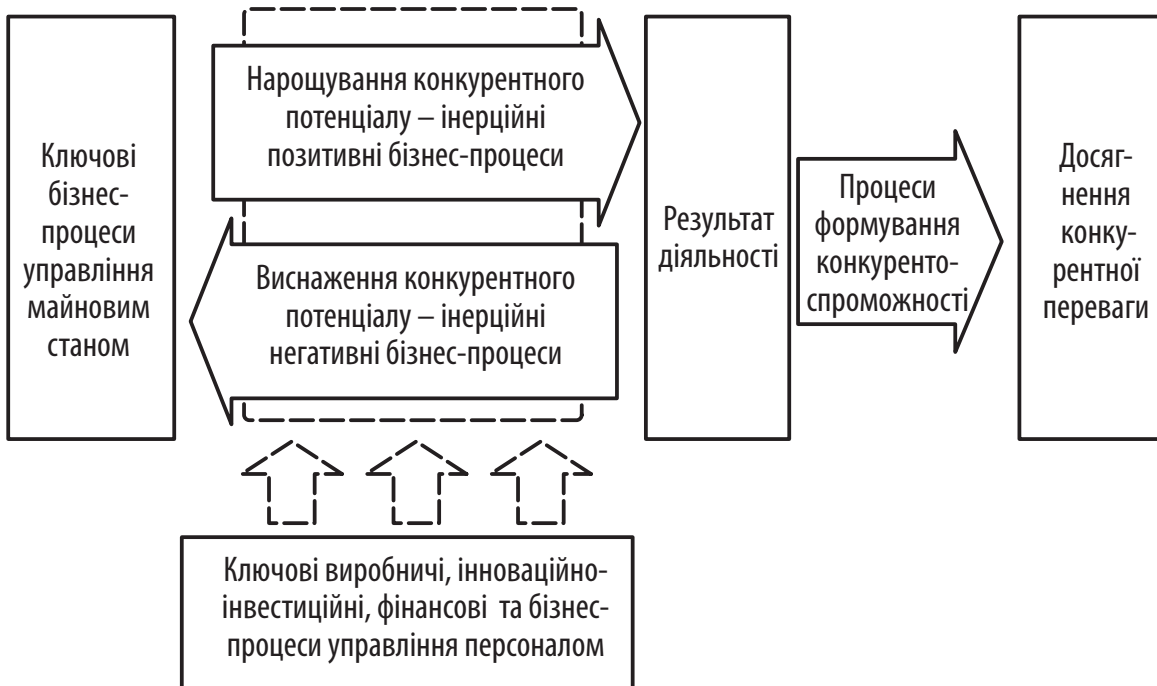 Ключові
бізнес-
процеси
управління
майновим
станом
Нарощування конкурентного
потенціалу – інерційні
позитивні бізнес-процеси
Виснаження конкурентного
потенціалу – інерційні
негативні бізнес-процеси
Результат
діяльності
Процеси
формування
конкуренто-
спроможності
Досяг-
нення
конку-
рентної
переваги
Ключові виробничі, інноваційно-
інвестиційні, фінансові та бізнес-
процеси управління персоналом